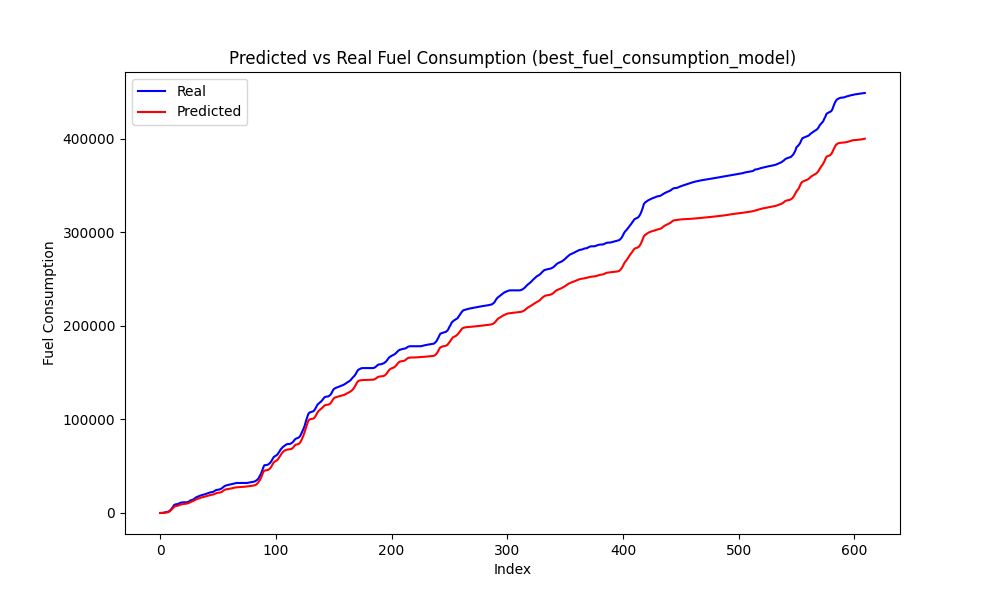 Predicted vs Real Fuel Consumption (best_fuel_consumption_model)
Real
Predicted
Fuel Consumption
400000
300000
200000
100000
0
0 100 200 300 400 500 600
Index